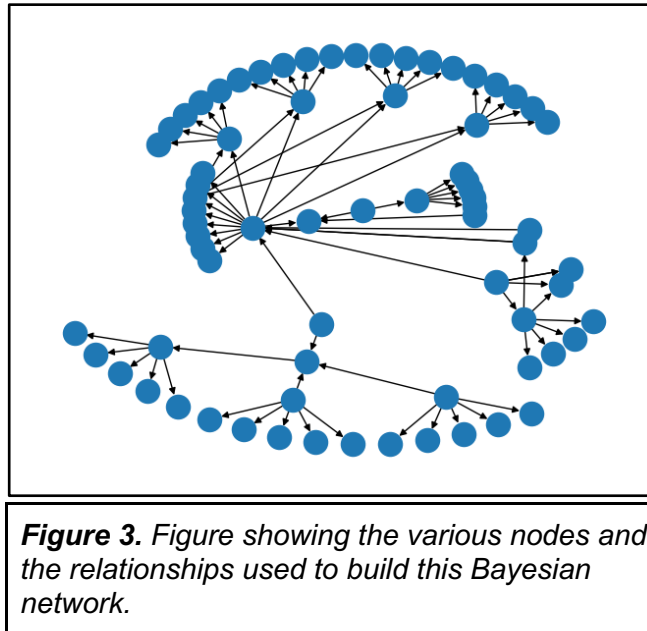 Figure 3. Figure showing the various nodes and
the relationships used to build this Bayesian
network.